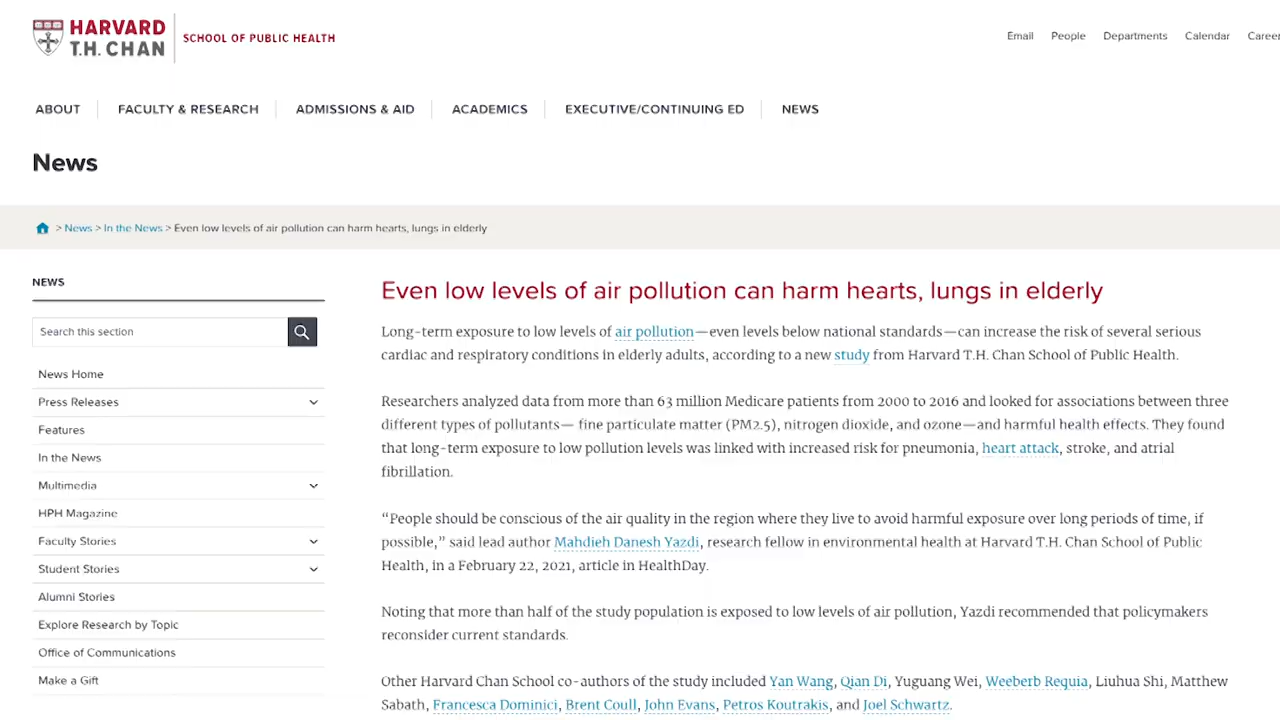 HARVARD
T.H. CHAN
SCHOOL OF PUBLIC HEALTH
Email People Departments Calendar Career
ABOUT FACULTY & RESEARCH ADMISSIONS & AID ACADEMICS EXECUTIVE/CONTINUING ED NEWS
News
> News > In the News > Even low levels of air pollution can harm hearts, lungs in elderly
NEWS
Search this section
News Home
Press Releases
Features
In the News
Multimedia
HPH Magazine
Faculty Stories
Student Stories
Alumni Stories
Explore Research by Topic
Office of Communications
Make a Gift
Even low levels of air pollution can harm hearts, lungs in elderly
Long-term exposure to low levels of air pollution—even levels below national standards—can increase the risk of several serious
cardiac and respiratory conditions in elderly adults, according to a new study from Harvard T.H. Chan School of Public Health.
Researchers analyzed data from more than 63 million Medicare patients from 2000 to 2016 and looked for associations between three
different types of pollutants— fine particulate matter (PM2.5), nitrogen dioxide, and ozone—and harmful health effects. They found
that long-term exposure to low pollution levels was linked with increased risk for pneumonia, heart attack, stroke, and atrial
fibrillation.
“People should be conscious of the air quality in the region where they live to avoid harmful exposure over long periods of time, if
possible,” said lead author Mahdieh Danesh Yazdi, research fellow in environmental health at Harvard T.H. Chan School of Public
Health, in a February 22, 2021, article in HealthDay.
Noting that more than half of the study population is exposed to low levels of air pollution, Yazdi recommended that policymakers
reconsider current standards.
Other Harvard Chan School co-authors of the study included Yan Wang, Qian Di, Yuguang Wei, Weeberb Requia, Liuhua Shi, Matthew
Sabath, Francesca Dominici, Brent Coull, John Evans, Petros Koutrakis, and Joel Schwartz.